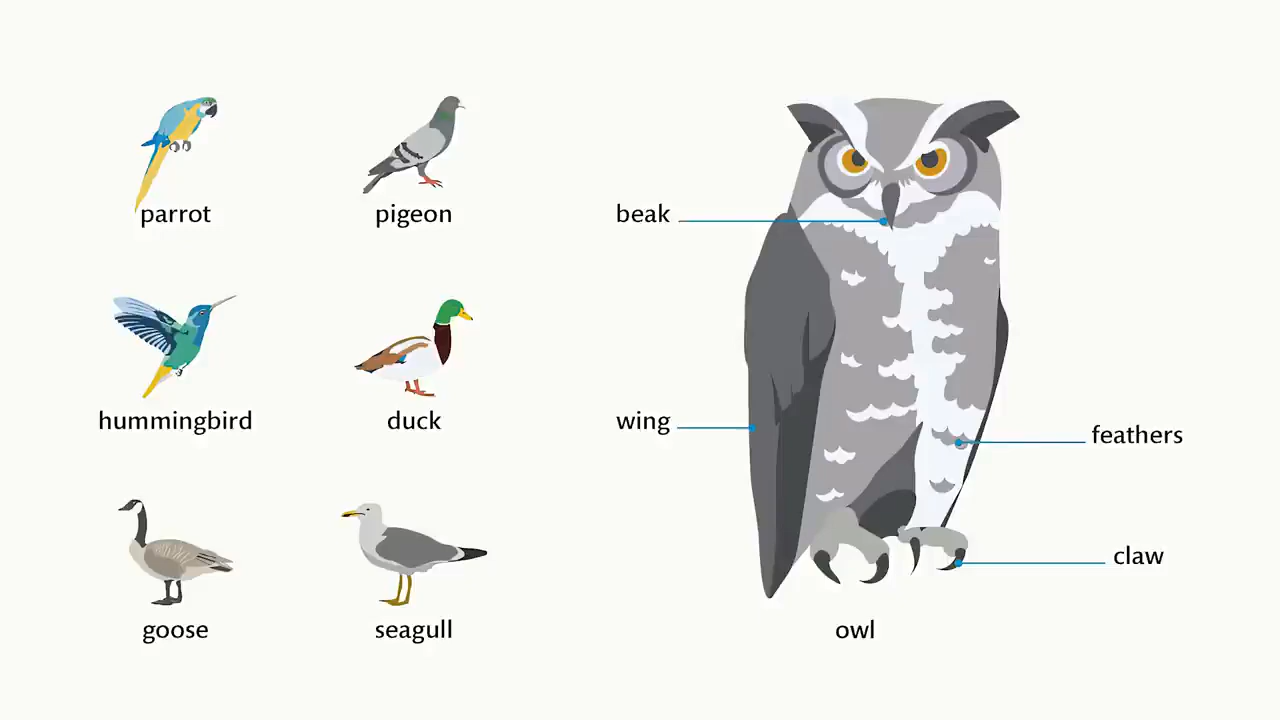 parrot
pigeon
hummingbird
duck
goose
seagull
beak
wing
feathers
claw
owl